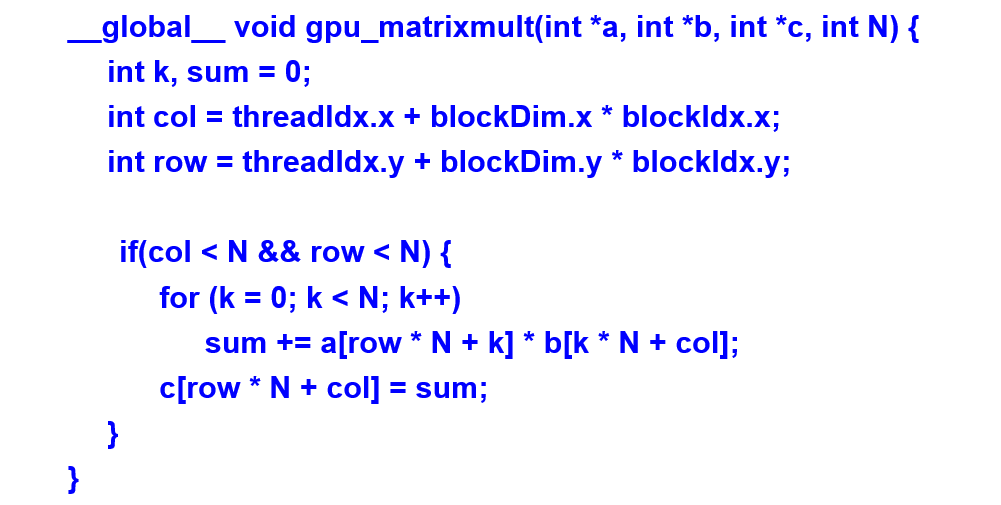 __global__ void gpu_matrixmult(int *a, int *b, int *c, int N) {
int k, sum = 0;
int col = threadIdx.x + blockDim.x * blockIdx.x;
int row = threadIdx.y + blockDim.y * blockIdx.y;
if(col < N && row < N) {
for (k = 0; k < N; k++)
sum += a[row * N + k] * b[k * N + col];
c[row * N + col] = sum;
}
}